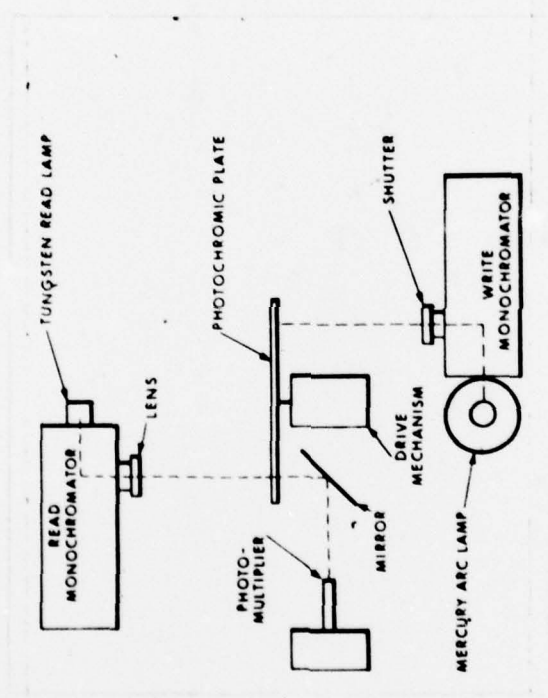 TUNGSTEN READ LAMP
READ
MONOCHROMATOR
LENS
PHOTOCHROMIC PLATE
PHOTO-
MULTIPLIER
MIRROR
DRIVE
MECHANISM
SHUTTER
WRITE
MONOCHROMATOR
MERCURY ARC LAMP